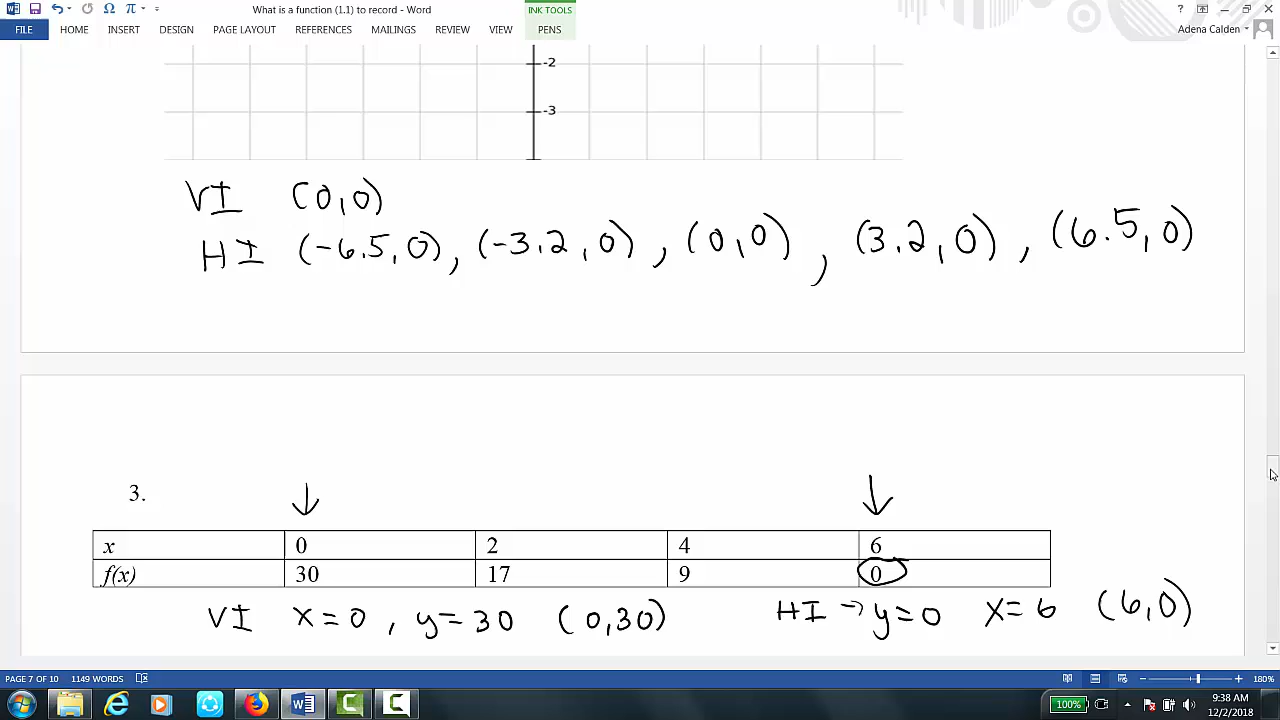 What is a function (1.1) to record - Word
INK TOOLS
FILE HOME INSERT DESIGN PAGE LAYOUT REFERENCES MAILINGS REVIEW VIEW PENS
Adena Calden
-2
-3
VI (0,0)
HI (-6.5,0), (-3.2,0), (0,0), (3.2,0), (6.5,0)
3.
x 0 2 4 6
f(x) 30 17 9 0
VI x=0, y=30 (0,30) HI → y=0 x=6 (6,0)
PAGE 7 OF 10 1149 WORDS 180%
100% 9:38 AM
12/2/2018